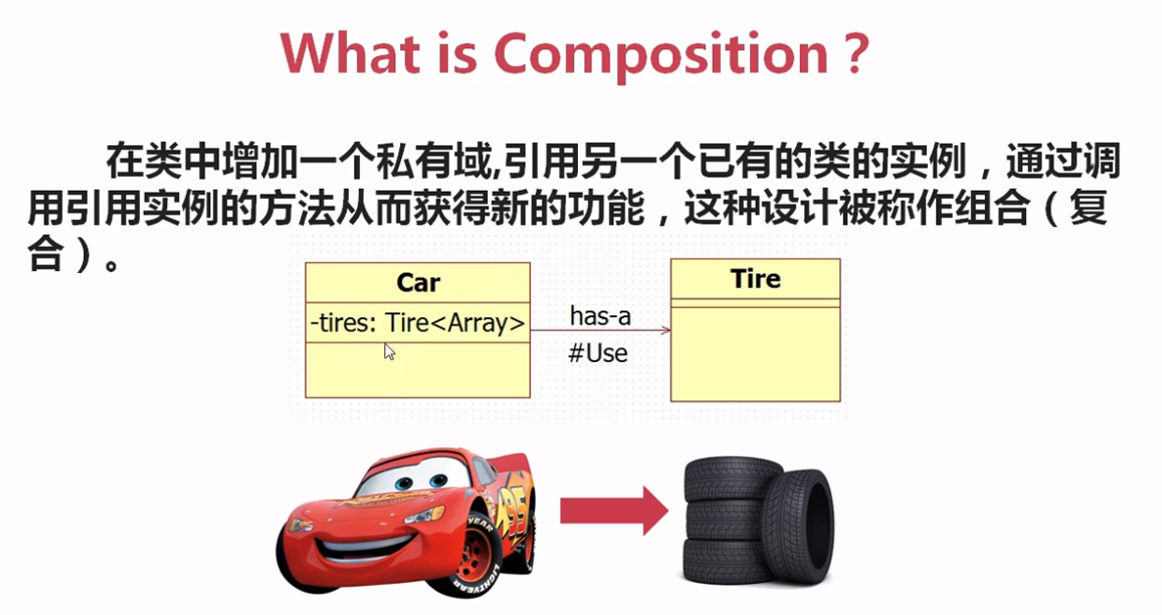 What is Composition？
在类中增加一个私有域,引用另一个已有的类的实例，通过调
用引用实例的方法从而获得新的功能，这种设计被称作组合（复
合）。
Car
-tires: Tire<Array>
has-a
#Use
Tire
95
LIGHTYEAR